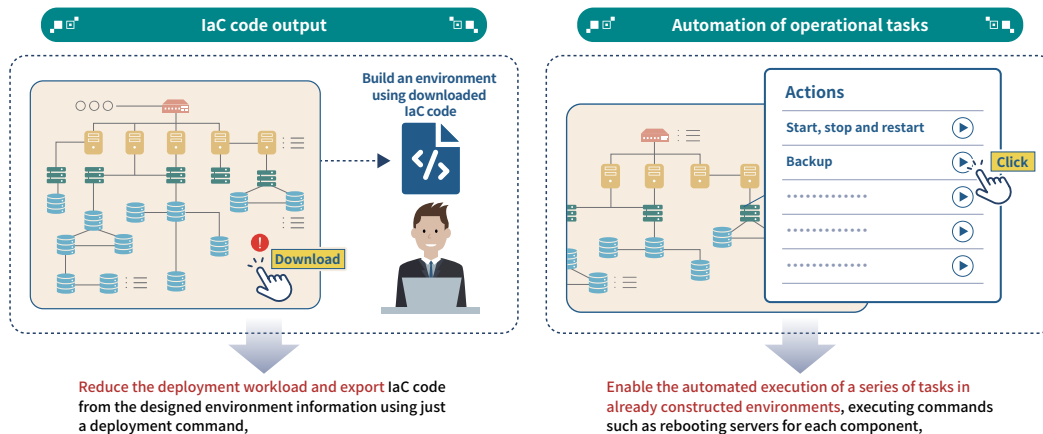 IaC code output
Build an environment
using downloaded
IaC code
Download
Reduce the deployment workload and export IaC code
from the designed environment information using just
a deployment command,
Automation of operational tasks
Actions
Start, stop and restart
Backup
Click
Enable the automated execution of a series of tasks in
already constructed environments, executing commands
such as rebooting servers for each component,